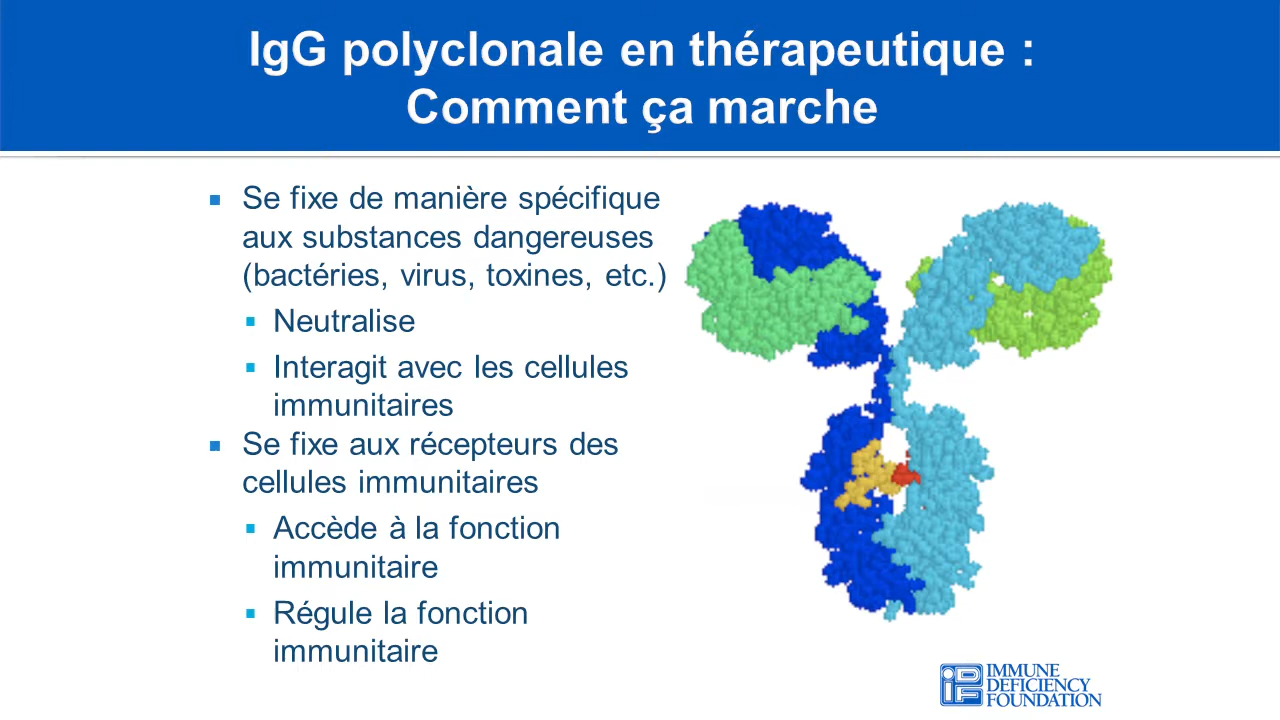 IgG polyclonale en thérapeutique :
Comment ça marche
Se fixe de manière spécifique
aux substances dangereuses
(bactéries, virus, toxines, etc.)
Neutralise
Interagit avec les cellules
immunitaires
Se fixe aux récepteurs des
cellules immunitaires
Accède à la fonction
immunitaire
Régule la fonction
immunitaire
IDF
IMMUNE
DEFICIENCY
FOUNDATION